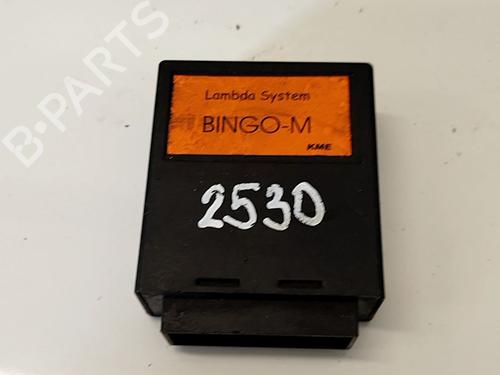 B-PARTS
Lambda System
BINGO-M
KME
2530